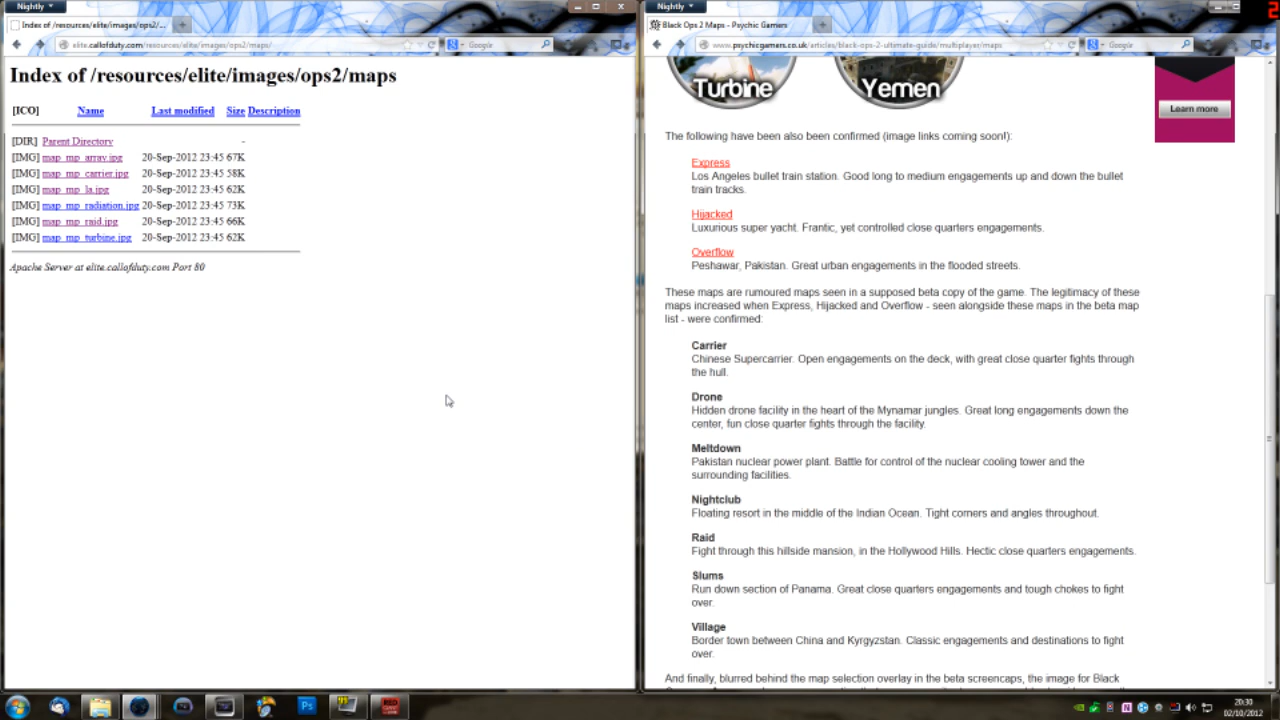 Nightly
Index of /resources/elite/images/ops2/...
elite.callofduty.com/resources/elite/images/ops2/maps/
Google
Index of /resources/elite/images/ops2/maps
[ICO] Name Last modified Size Description
[DIR] Parent Directory -
[IMG] map_mp_array.jpg 20-Sep-2012 23:45 67K
[IMG] map_mp_carrier.jpg 20-Sep-2012 23:45 58K
[IMG] map_mp_la.jpg 20-Sep-2012 23:45 62K
[IMG] map_mp_radiation.jpg 20-Sep-2012 23:45 73K
[IMG] map_mp_raid.jpg 20-Sep-2012 23:45 66K
[IMG] map_mp_turbine.jpg 20-Sep-2012 23:45 62K
Apache Server at elite.callofduty.com Port 80
Nightly
2
Black Ops 2 Maps - Psychic Gamers
www.psychicgamers.co.uk/articles/black-ops-2-ultimate-guide/multiplayer/maps
Google
Turbine
Yemen
Learn more
The following have been also been confirmed (image links coming soon!):
Express
Los Angeles bullet train station. Good long to medium engagements up and down the bullet
train tracks.
Hijacked
Luxurious super yacht. Frantic, yet controlled close quarters engagements.
Overflow
Peshawar, Pakistan. Great urban engagements in the flooded streets.
These maps are rumoured maps seen in a supposed beta copy of the game. The legitimacy of these
maps increased when Express, Hijacked and Overflow - seen alongside these maps in the beta map
list - were confirmed:
Carrier
Chinese Supercarrier. Open engagements on the deck, with great close quarter fights through
the hull.
Drone
Hidden drone facility in the heart of the Mynamar jungles. Great long engagements down the
center, fun close quarter fights through the facility.
Meltdown
Pakistan nuclear power plant. Battle for control of the nuclear cooling tower and the
surrounding facilities.
Nightclub
Floating resort in the middle of the Indian Ocean. Tight corners and angles throughout.
Raid
Fight through this hillside mansion, in the Hollywood Hills. Hectic close quarters engagements.
Slums
Run down section of Panama. Great close quarters engagements and tough chokes to fight
over.
Village
Border town between China and Kyrgyzstan. Classic engagements and destinations to fight
over.
And finally, blurred behind the map selection overlay in the beta screencaps, the image for Black
Ps
20:30
02/10/2012